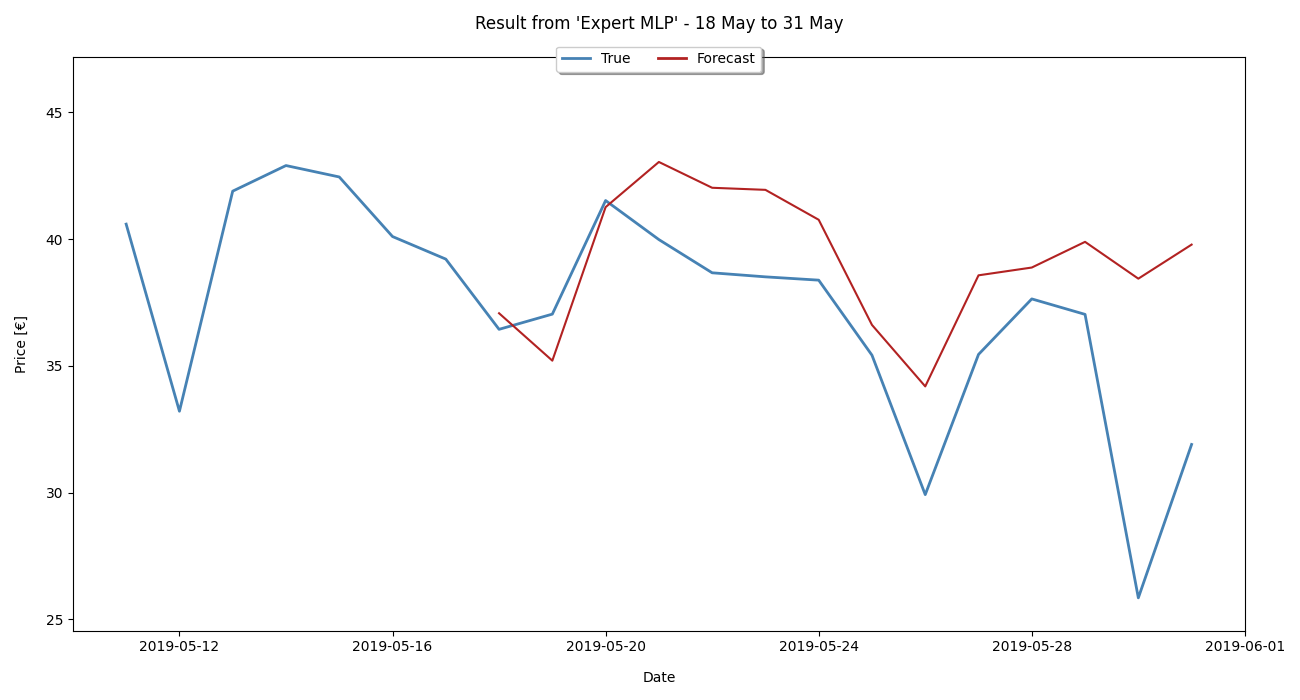 Result from 'Expert MLP' - 18 May to 31 May
True Forecast
45
40
35
30
25
Price [€]
2019-05-12 2019-05-16 2019-05-20 2019-05-24 2019-05-28 2019-06-01
Date